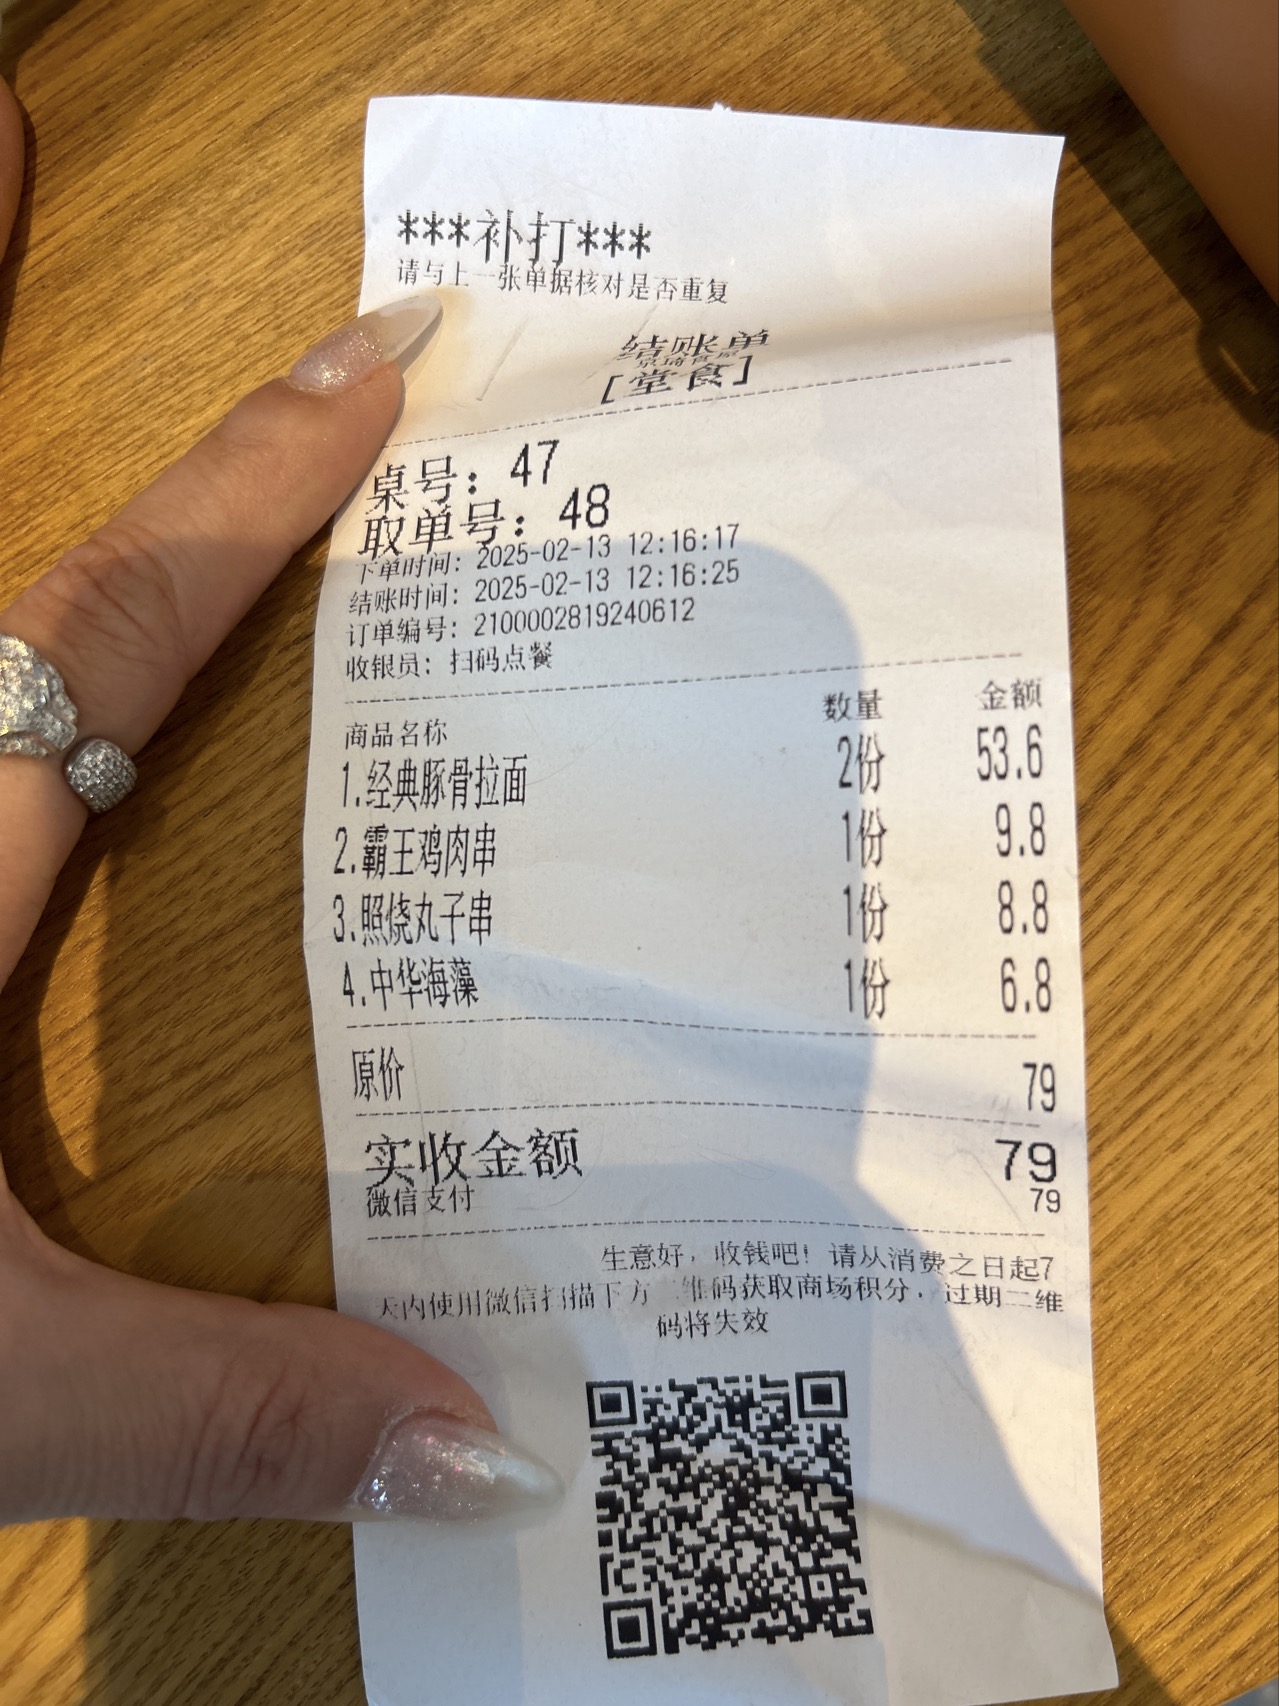 ***补打***
请与上一张单据核对是否重复
结账单
[堂食]
桌号：47
取单号：48
下单时间：2025-02-13 12:16:17
结账时间：2025-02-13 12:16:25
订单编号：2100002819240612
收银员：扫码点餐
商品名称 数量 金额
1.经典豚骨拉面 2份 53.6
2.霸王鸡肉串 1份 9.8
3.照烧丸子串 1份 8.8
4.中华海藻 1份 6.8
原价 79
实收金额 79
微信支付 79
生意好，收钱吧！请从消费之日起7
天内使用微信扫描下方二维码获取商场积分，过期二维
码将失效